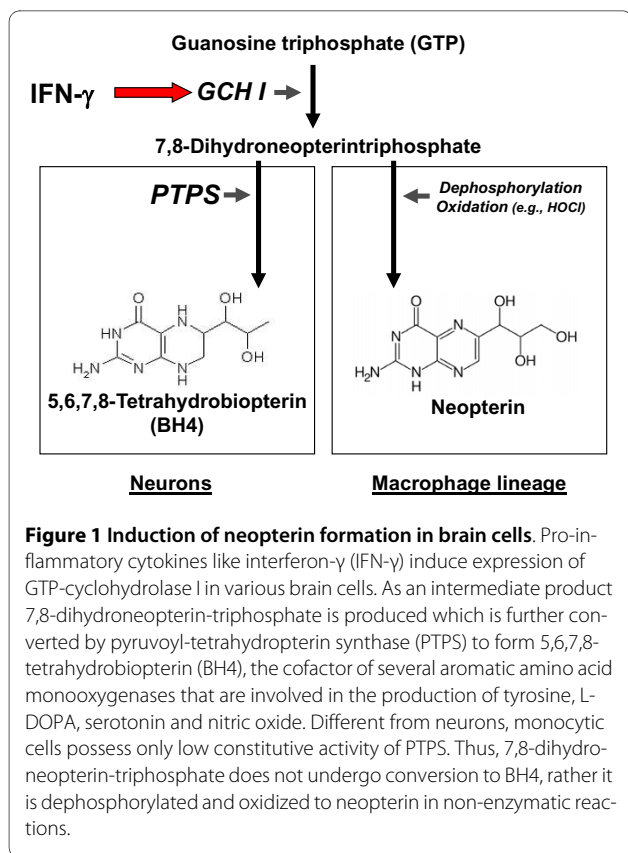 Guanosine triphosphate (GTP)
IFN-γ
GCH I
7,8-Dihydroneopterintriphosphate
PTPS
Dephosphorylation
Oxidation (e.g., HOCl)
O
H
N
OH
HN
OH
H₂N
N
N
H
5,6,7,8-Tetrahydrobiopterin
(BH4)
O
OH
N
N
OH
OH
H₂N
N
H
N
Neopterin
Neurons
Macrophage lineage
Figure 1 Induction of neopterin formation in brain cells. Pro-in-
flammatory cytokines like interferon-γ (IFN-γ) induce expression of
GTP-cyclohydrolase I in various brain cells. As an intermediate product
7,8-dihydroneopterin-triphosphate is produced which is further con-
verted by pyruvoyl-tetrahydropterin synthase (PTPS) to form 5,6,7,8-
tetrahydrobiopterin (BH4), the cofactor of several aromatic amino acid
monooxygenases that are involved in the production of tyrosine, L-
DOPA, serotonin and nitric oxide. Different from neurons, monocytic
cells possess only low constitutive activity of PTPS. Thus, 7,8-dihydro-
neopterin-triphosphate does not undergo conversion to BH4, rather it
is dephosphorylated and oxidized to neopterin in non-enzymatic reac-
tions.